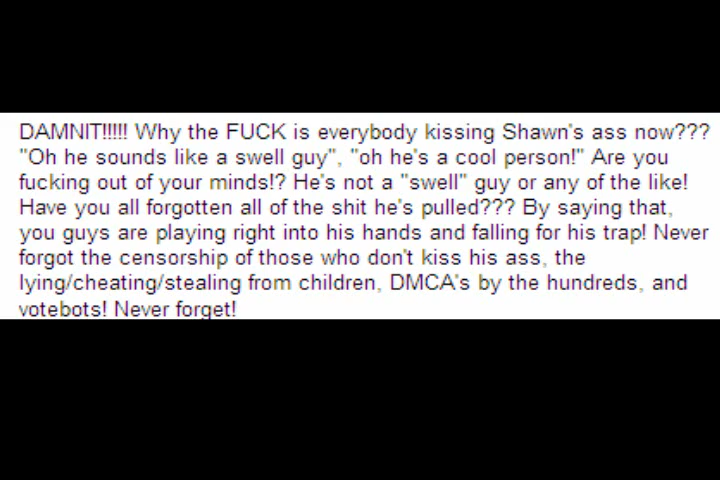 DAMNIT!!!!! Why the FUCK is everybody kissing Shawn's ass now???
"Oh he sounds like a swell guy", "oh he's a cool person!" Are you
fucking out of your minds!? He's not a "swell" guy or any of the like!
Have you all forgotten all of the shit he's pulled??? By saying that,
you guys are playing right into his hands and falling for his trap! Never
forgot the censorship of those who don't kiss his ass, the
lying/cheating/stealing from children, DMCA's by the hundreds, and
votebots! Never forget!